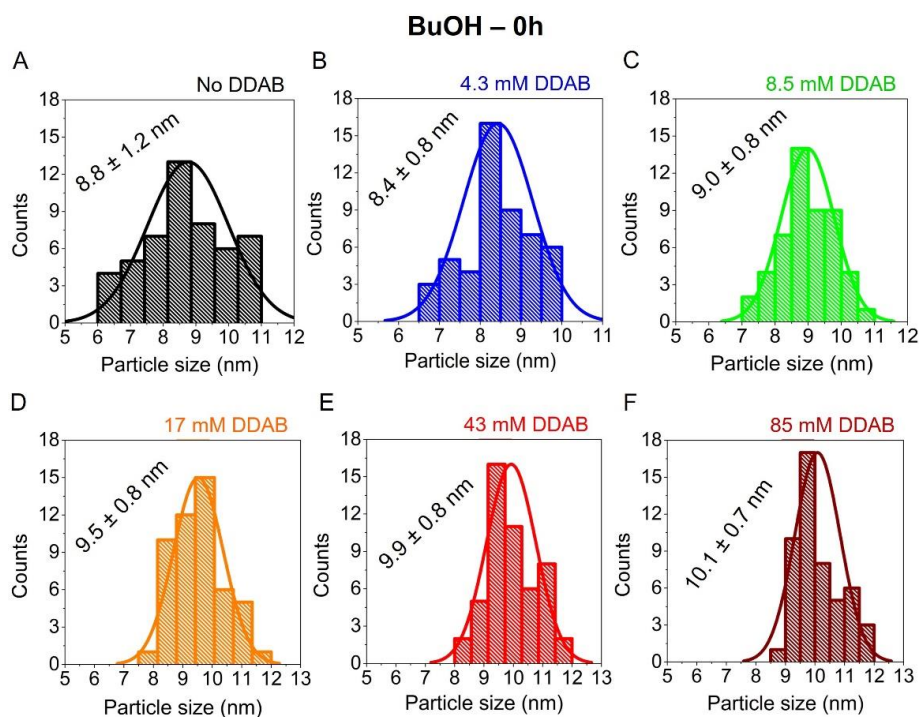 BuOH – 0h
A
No DDAB
Counts
18
15
12
9
6
3
0
8.8 ± 1.2 nm
5 6 7 8 9 10 11 12
Particle size (nm)
B
4.3 mM DDAB
Counts
18
15
12
9
6
3
0
8.4 ± 0.8 nm
5 6 7 8 9 10 11
Particle size (nm)
C
8.5 mM DDAB
Counts
18
15
12
9
6
3
0
9.0 ± 0.8 nm
5 6 7 8 9 10 11 12
Particle size (nm)
D
17 mM DDAB
Counts
18
15
12
9
6
3
0
9.5 ± 0.8 nm
5 6 7 8 9 10 11 12 13
Particle size (nm)
E
43 mM DDAB
Counts
18
15
12
9
6
3
0
9.9 ± 0.8 nm
5 6 7 8 9 10 11 12 13
Particle size (nm)
F
85 mM DDAB
Counts
18
15
12
9
6
3
0
10.1 ± 0.7 nm
5 6 7 8 9 10 11 12 13
Particle size (nm)